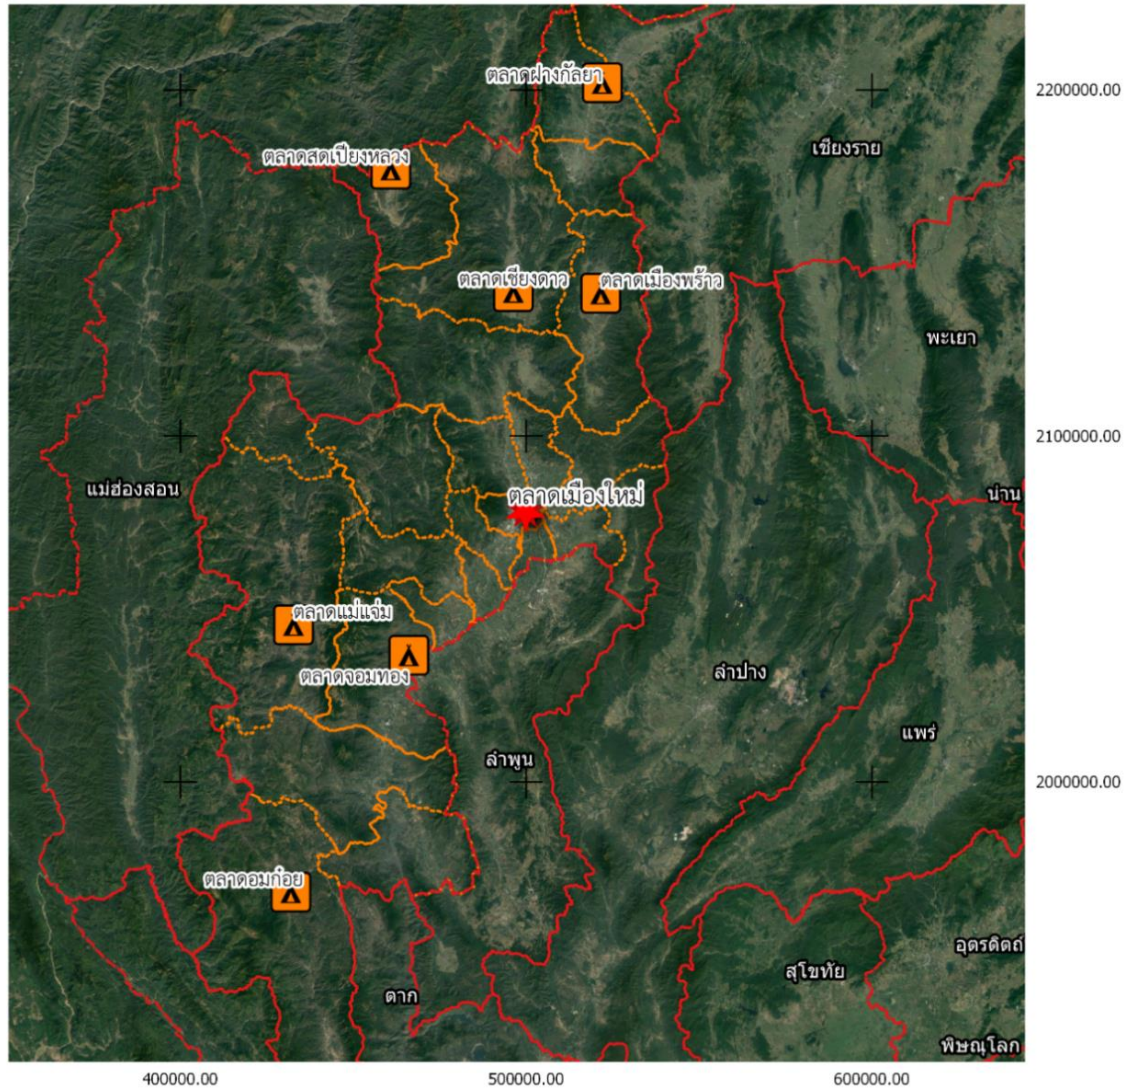 ตลาดฝางกัลยา
2200000.00
เชียงราย
ตลาดสดเปียงหลวง
ตลาดเชียงดาว
ตลาดเมืองพร้าว
พะเยา
2100000.00
แม่ฮ่องสอน
ตลาดเมืองใหม่
น่าน
ตลาดแม่แจ่ม
ตลาดจอมทอง
ลำปาง
แพร่
ลำพูน
2000000.00
ตลาดอมก๋อย
อุตรดิตถ์
สุโขทัย
ตาก
พิษณุโลก
400000.00
500000.00
600000.00